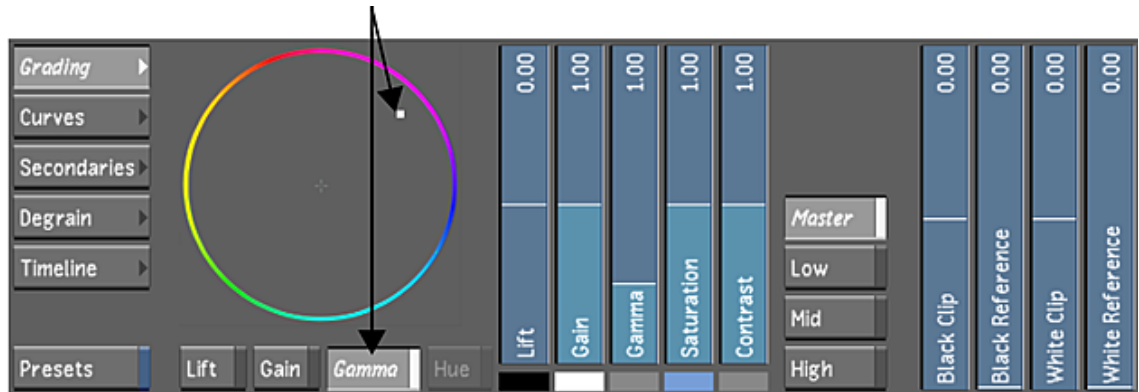 Grading
Curves
Secondaries
Degrain
Timeline
Presets
Lift
Gain
Gamma
Hue
0.00
Lift
1.00
Gain
1.00
Gamma
1.00
Saturation
1.00
Contrast
Master
Low
Mid
High
0.00
Black Clip
0.00
Black Reference
0.00
White Clip
0.00
White Reference